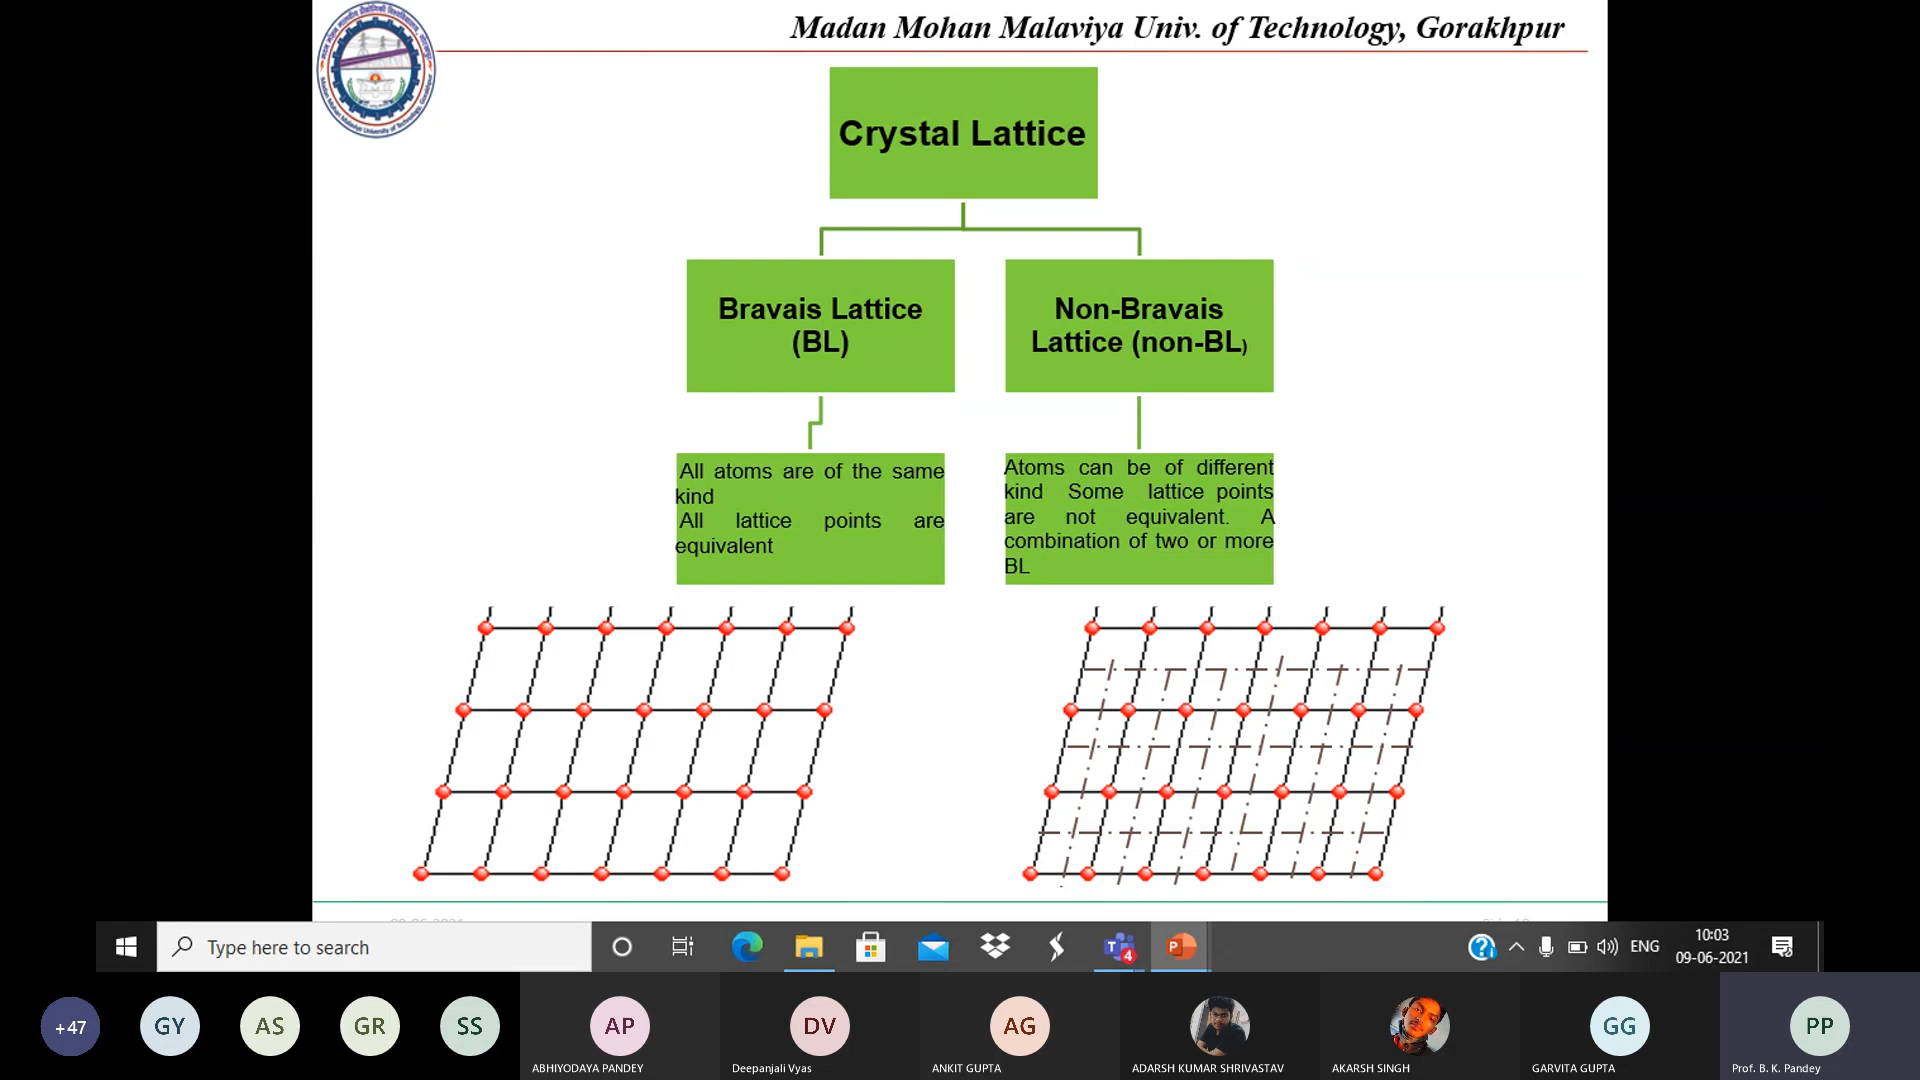 Madan Mohan Malaviya Univ. of Technology, Gorakhpur
Crystal Lattice
Bravais Lattice
(BL)
Non-Bravais
Lattice (non-BL)
All atoms are of the same
kind
All lattice points are
equivalent
Atoms can be of different
kind Some lattice points
are not equivalent. A
combination of two or more
BL
Type here to search
4
P
ENG
10:03
09-06-2021
+47
GY
AS
GR
SS
AP
ABHIYODAYA PANDEY
DV
Deepanjali Vyas
AG
ANKIT GUPTA
ADARSH KUMAR SHRIVASTAV
AKARSH SINGH
GG
GARVITA GUPTA
PP
Prof. B. K. Pandey